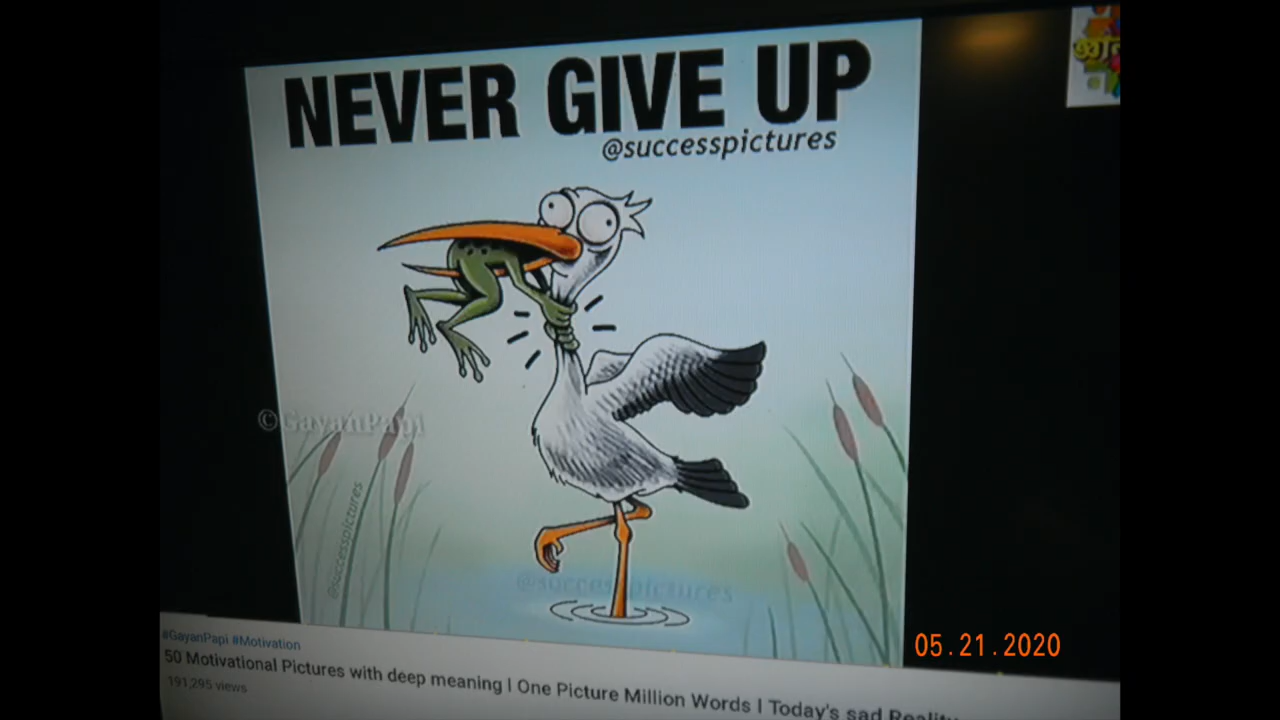 NEVER GIVE UP
@successpictures
©GayanPapi
@successpictures
@successpictures
05.21.2020
#GayanPapi #Motivation
50 Motivational Pictures with deep meaning I One Picture Million Words I Today's sad Reality
191,295 views